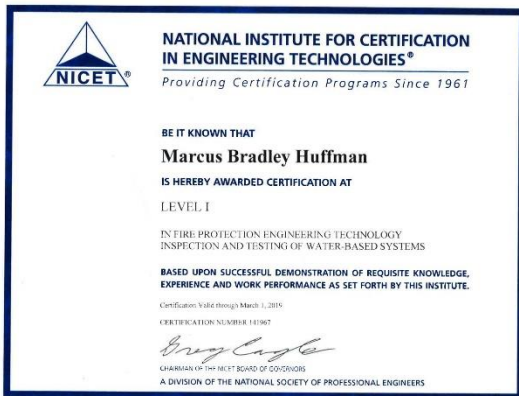 NICET®
NATIONAL INSTITUTE FOR CERTIFICATION
IN ENGINEERING TECHNOLOGIES®
Providing Certification Programs Since 1961
BE IT KNOWN THAT
Marcus Bradley Huffman
IS HEREBY AWARDED CERTIFICATION AT
LEVEL I
IN FIRE PROTECTION ENGINEERING TECHNOLOGY
INSPECTION AND TESTING OF WATER-BASED SYSTEMS
BASED UPON SUCCESSFUL DEMONSTRATION OF REQUISITE KNOWLEDGE,
EXPERIENCE AND WORK PERFORMANCE AS SET FORTH BY THIS INSTITUTE.
Certification Valid through March 1, 2019
CERTIFICATION NUMBER 141967
Greg Cagle
CHAIRMAN OF THE NICET BOARD OF GOVERNORS
A DIVISION OF THE NATIONAL SOCIETY OF PROFESSIONAL ENGINEERS